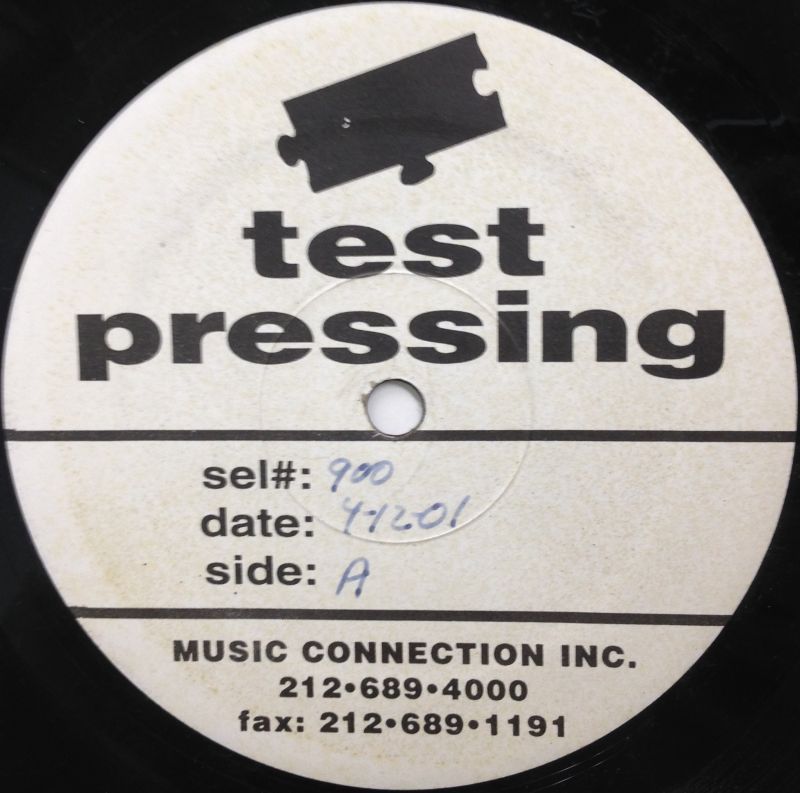 test
pressing
sel#: 900
date: 4-12-01
side: A
MUSIC CONNECTION INC.
212•689•4000
fax: 212•689•1191